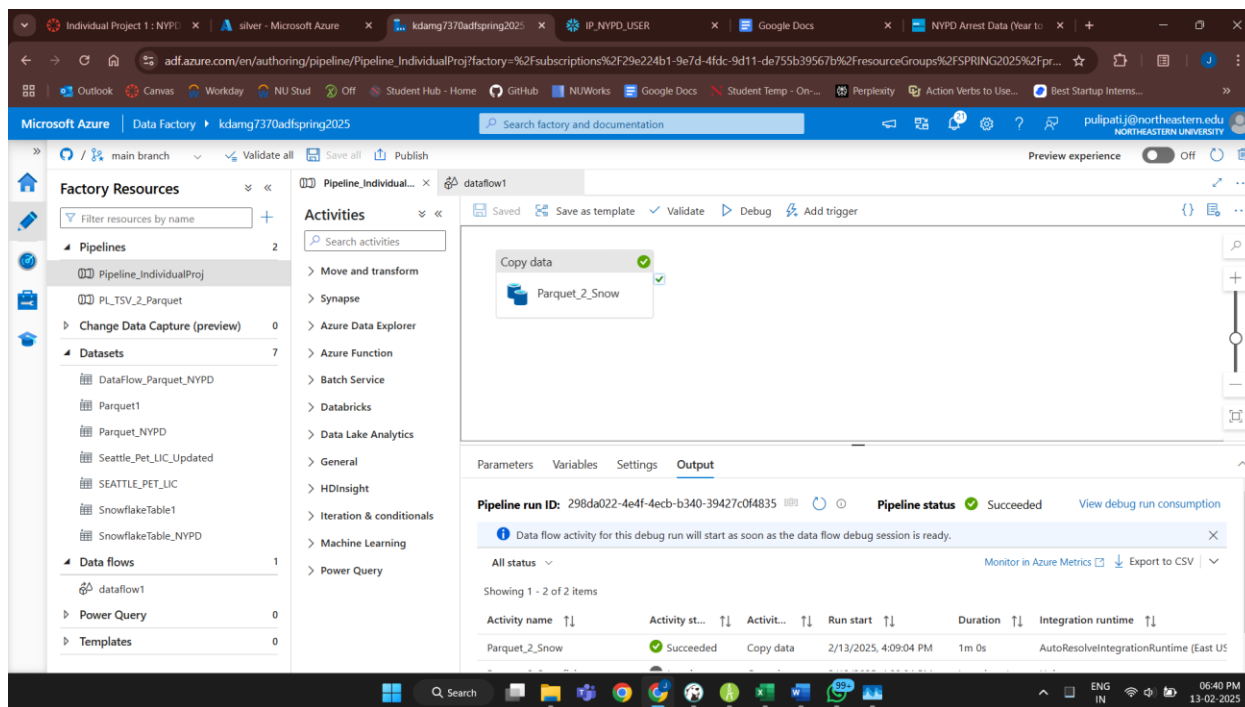 Individual Project 1 : NYPD
silver - Microsoft Azure
kdamg7370adfspring2025
IP_NYPD_USER
Google Docs
NYPD Arrest Data (Year to
adf.azure.com/en/authoring/pipeline/Pipeline_IndividualProj?factory=%2Fsubscriptions%2F29e224b1-9e7d-4fdc-9d11-de755b39567b%2FresourceGroups%2FSPRING2025%2Fpr...
Outlook Canvas Workday NU Stud Off Student Hub - Home GitHub NUWorks Google Docs Student Temp - On-... Perplexity Action Verbs to Use... Best Startup Interns...
Microsoft Azure Data Factory kdamg7370adfspring2025
Search factory and documentation
21
pulipati.j@northeastern.edu
NORTHEASTERN UNIVERSITY
/ main branch Validate all Save all Publish
Preview experience Off
Factory Resources
Filter resources by name
Pipelines 2
Pipeline_IndividualProj
PL_TSV_2_Parquet
Change Data Capture (preview) 0
Datasets 7
DataFlow_Parquet_NYPD
Parquet1
Parquet_NYPD
Seattle_Pet_LIC_Updated
SEATTLE_PET_LIC
SnowflakeTable1
SnowflakeTable_NYPD
Data flows 1
dataflow1
Power Query 0
Templates 0
Pipeline_Individual...
dataflow1
Activities
Search activities
Move and transform
Synapse
Azure Data Explorer
Azure Function
Batch Service
Databricks
Data Lake Analytics
General
HDInsight
Iteration & conditionals
Machine Learning
Power Query
Saved Save as template Validate Debug Add trigger
{}
Copy data
Parquet_2_Snow
Parameters Variables Settings Output
Pipeline run ID: 298da022-4e4f-4ecb-b340-39427c0f4835
Pipeline status Succeeded
View debug run consumption
Data flow activity for this debug run will start as soon as the data flow debug session is ready.
All status
Monitor in Azure Metrics Export to CSV
Showing 1 - 2 of 2 items
Activity name Activity st... Activit... Run start Duration Integration runtime
Parquet_2_Snow Succeeded Copy data 2/13/2025, 4:09:04 PM 1m 0s AutoResolveIntegrationRuntime (East US
Search
99+
ENG
IN
06:40 PM
13-02-2025